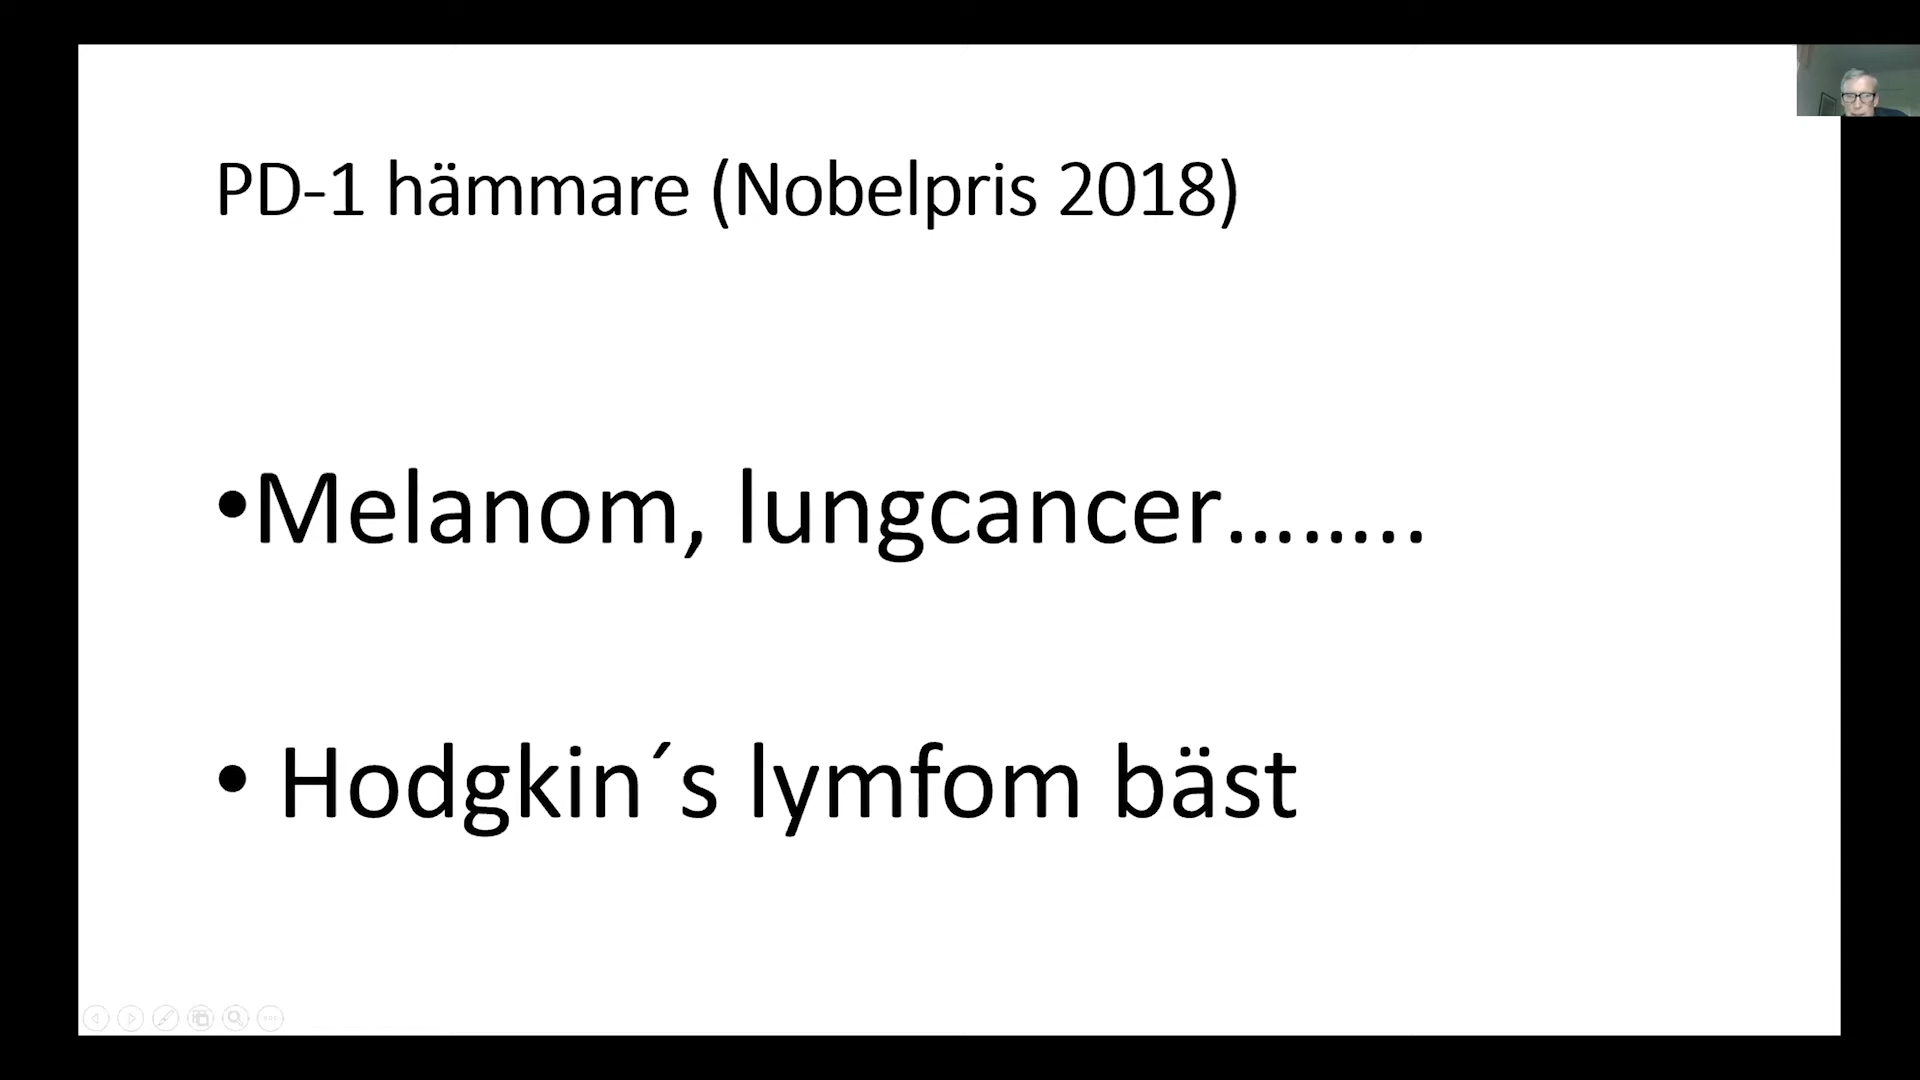 PD-1 hämmare (Nobelpris 2018)
•Melanom, lungcancer……..
• Hodgkin´s lymfom bäst